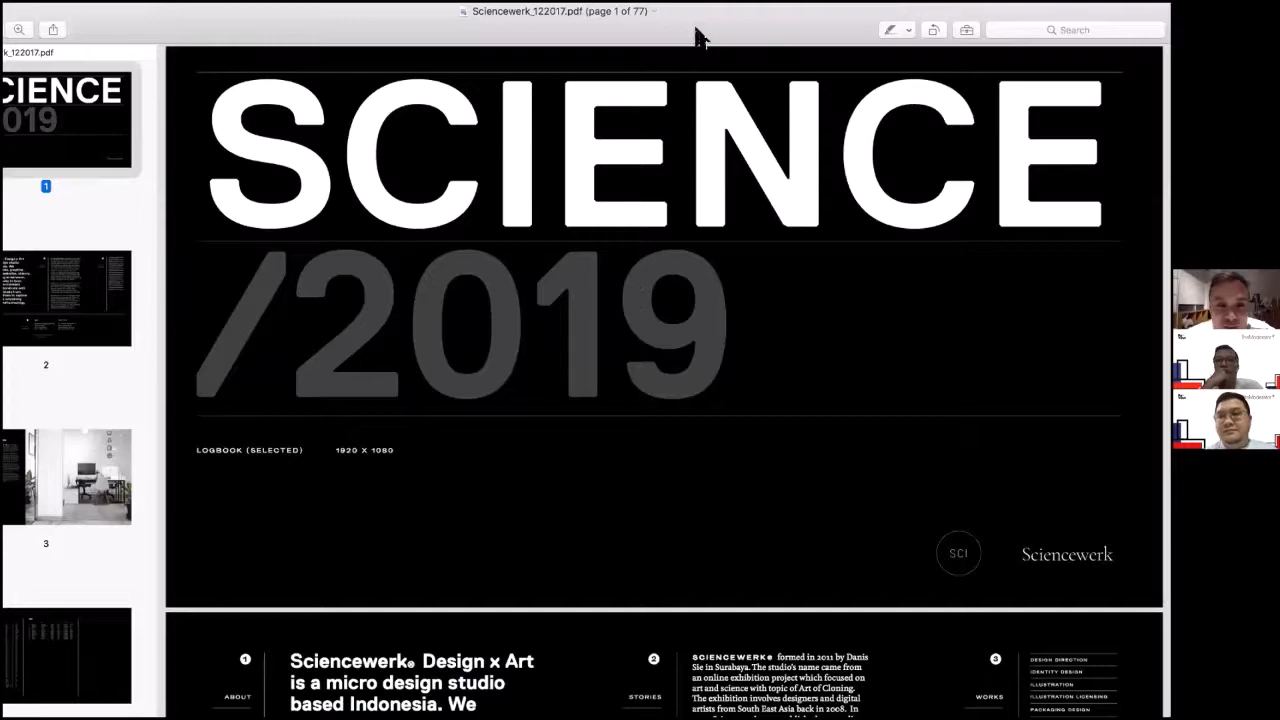 Sciencewerk_122017.pdf (page 1 of 77)
Search
k_122017.pdf
CIENCE
019
1
2
3
SCIENCE
/2019
LOGBOOK (SELECTED) 1920 X 1080
SCI Sciencewerk
1
ABOUT
Sciencewerk® Design x Art
is a multi design studio
based Indonesia. We
2
STORIES
SCIENCEWERK® formed in 2011 by Danis
Sie in Surabaya. The studio's name came from
an online exhibition project which focused on
art and science with topic of Art of Cloning.
The exhibition involves designers and digital
artists from South East Asia back in 2008. In
3
WORKS
DESIGN DIRECTION
IDENTITY DESIGN
ILLUSTRATION
ILLUSTRATION LICENSING
PACKAGING DESIGN